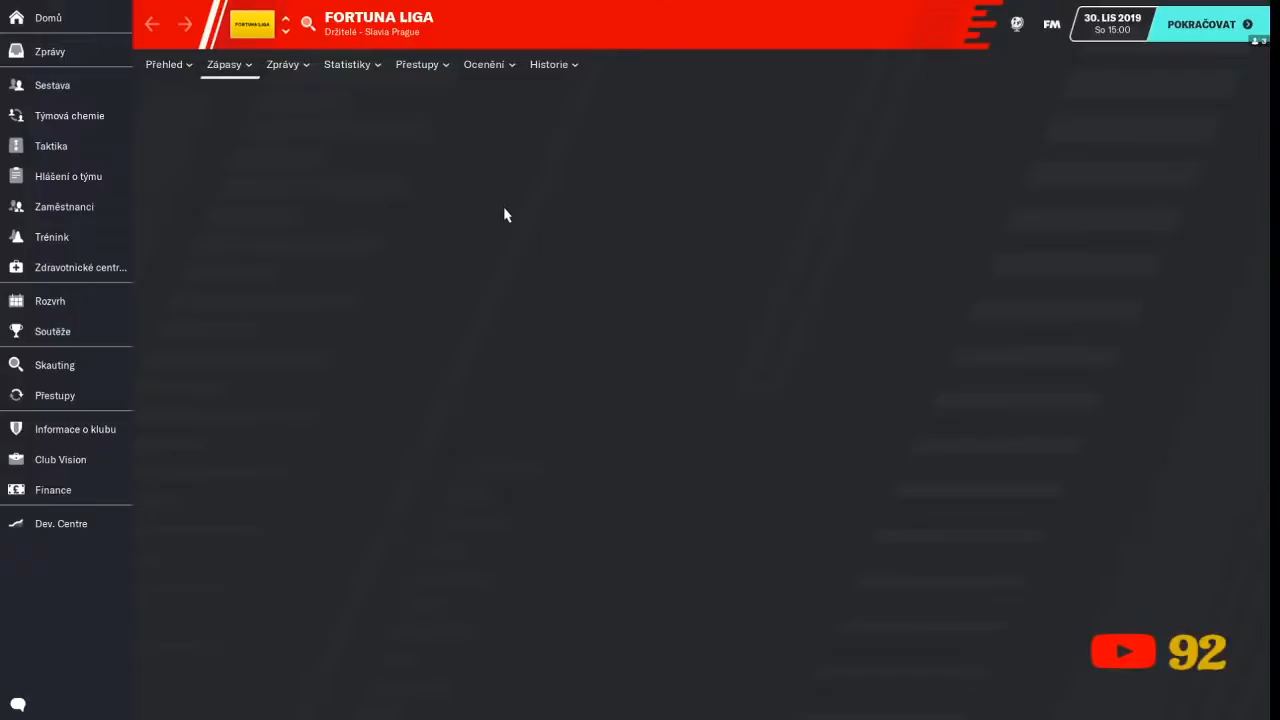 Domů
Zprávy
Sestava
Týmová chemie
Taktika
Hlášení o týmu
Zaměstnanci
Trénink
Zdravotnické centr...
Rozvrh
Soutěže
Skauting
Přestupy
Informace o klubu
Club Vision
Finance
Dev. Centre
FORTUNA:LIGA
FORTUNA LIGA
Držitelé - Slavia Prague
FM
30. LIS 2019
So 15:00
POKRAČOVAT
3
Přehled
Zápasy
Zprávy
Statistiky
Přestupy
Ocenění
Historie
92